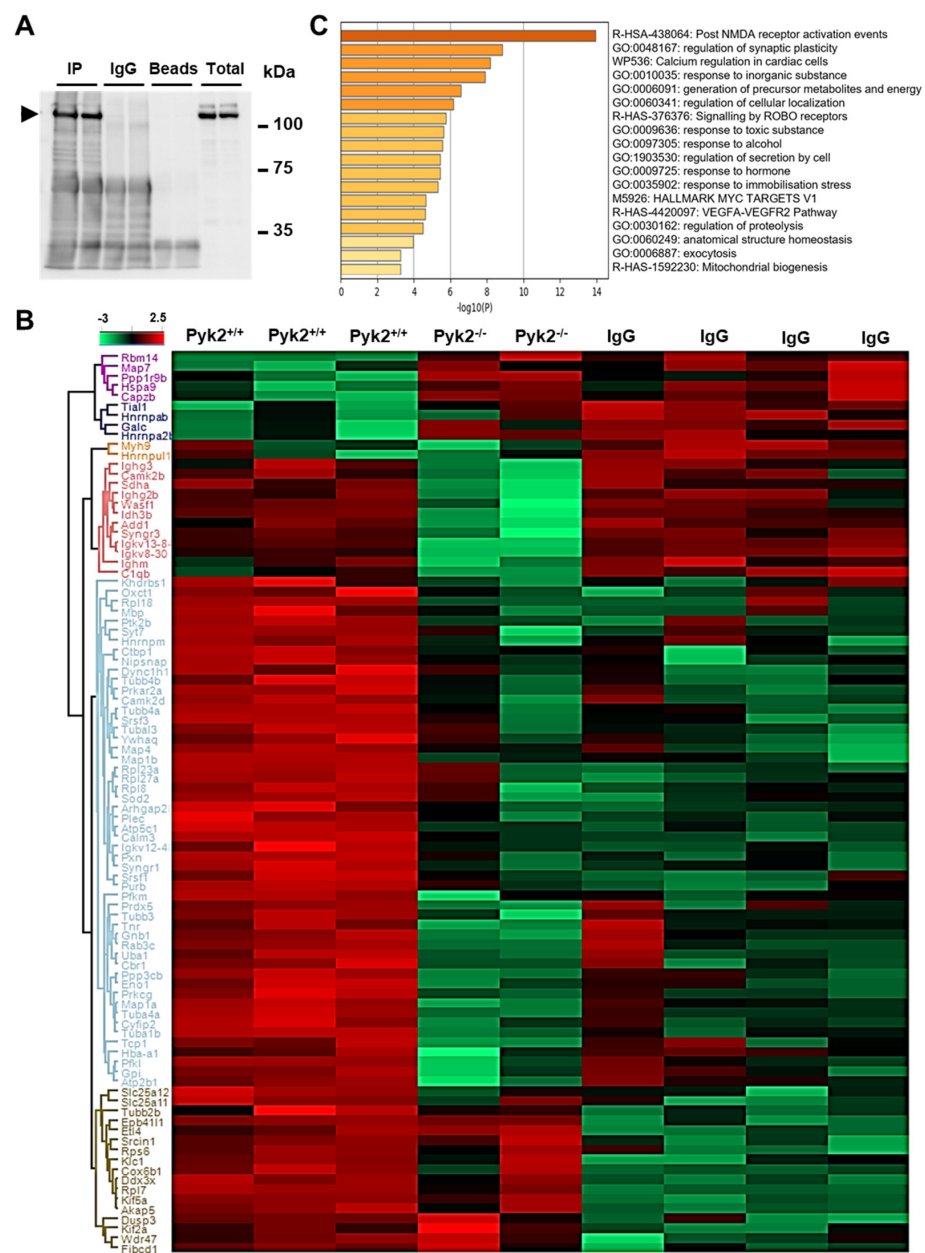 A
IP IgG Beads Total
kDa
100
75
35
C
R-HSA-438064: Post NMDA receptor activation events
GO:0048167: regulation of synaptic plasticity
WP536: Calcium regulation in cardiac cells
GO:0010035: response to inorganic substance
GO:0006091: generation of precursor metabolites and energy
GO:0060341: regulation of cellular localization
R-HAS-376376: Signalling by ROBO receptors
GO:0009636: response to toxic substance
GO:0097305: response to alcohol
GO:1903530: regulation of secretion by cell
GO:0009725: response to hormone
GO:0035902: response to immobilisation stress
M5926: HALLMARK MYC TARGETS V1
R-HAS-4420097: VEGFA-VEGFR2 Pathway
GO:0030162: regulation of proteolysis
GO:0060249: anatomical structure homeostasis
GO:0006887: exocytosis
R-HAS-1592230: Mitochondrial biogenesis
0 2 4 6 8 10 12 14
-log10(P)
B
-3 2.5
Pyk2+/+ Pyk2+/+ Pyk2+/+ Pyk2-/- Pyk2-/- IgG IgG IgG IgG
Rbm14
Map7
Ppp1r9b
Hspa9
Capzb
Tial1
Hnrnpab
Galc
Hnrnpa2b
Myh9
Hnrnpul1
Ighg3
Camk2b
Sdha
Ighg2b
Wasf1
Idh3b
Add1
Syngr3
Igkv13-8-
Igkv8-30
Ighm
C1qb
Khdrbs1
Oxct1
Rpl18
Mbp
Ptk2b
Syt7
Hnrnpm
Ctbp1
Nipsnap
Dync1h1
Tubb4b
Prkar2a
Camk2d
Tubb4a
Srsf3
Tubal3
Ywhaq
Map4
Map1b
Rpl23a
Rpl27a
Rpl8
Sod2
Arhgap2
Plec
Atp5c1
Calm3
Igkv12-4
Pxn
Syngr1
Srsf1
Purb
Pfkm
Prdx5
Tubb3
Tnr
Gnb1
Rab3c
Uba1
Cbr1
Ppp3cb
Eno1
Prkcg
Map1a
Tuba4a
Cyfip2
Tuba1b
Tcp1
Hba-a1
Pfkl
Gpi
Atp2b1
Slc25a12
Slc25a11
Tubb2b
Epb41l1
Etl4
Srcin1
Rps6
Klc1
Cox6b1
Ddx3x
Rpl7
Kif5a
Akap5
Dusp3
Kif2a
Wdr47
Fibcd1